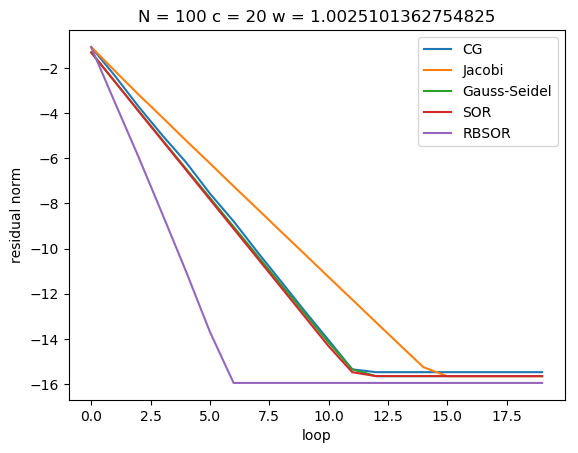 N = 100 c = 20 w = 1.0025101362754825
CG
Jacobi
Gauss-Seidel
SOR
RBSOR
−2
−4
−6
−8
−10
−12
−14
−16
residual norm
0.0 2.5 5.0 7.5 10.0 12.5 15.0 17.5
loop